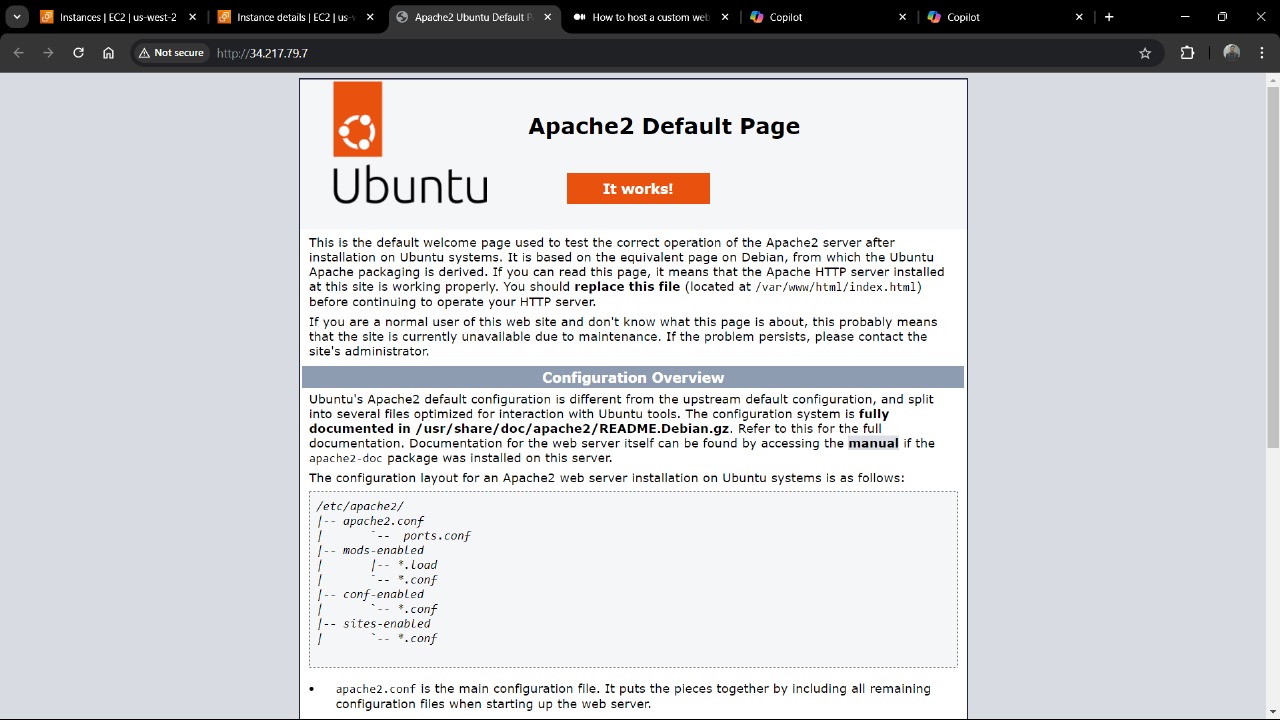 Instances | EC2 | us-west-2
Instance details | EC2 | us-w
Apache2 Ubuntu Default P
How to host a custom web
Copilot
Copilot
Not secure
http://34.217.79.7
Ubuntu
Apache2 Default Page
It works!
This is the default welcome page used to test the correct operation of the Apache2 server after
installation on Ubuntu systems. It is based on the equivalent page on Debian, from which the Ubuntu
Apache packaging is derived. If you can read this page, it means that the Apache HTTP server installed
at this site is working properly. You should replace this file (located at /var/www/html/index.html)
before continuing to operate your HTTP server.
If you are a normal user of this web site and don't know what this page is about, this probably means
that the site is currently unavailable due to maintenance. If the problem persists, please contact the
site's administrator.
Configuration Overview
Ubuntu's Apache2 default configuration is different from the upstream default configuration, and split
into several files optimized for interaction with Ubuntu tools. The configuration system is fully
documented in /usr/share/doc/apache2/README.Debian.gz. Refer to this for the full
documentation. Documentation for the web server itself can be found by accessing the manual if the
apache2-doc package was installed on this server.
The configuration layout for an Apache2 web server installation on Ubuntu systems is as follows:
/etc/apache2/
|-- apache2.conf
|       `--  ports.conf
|-- mods-enabled
|       |-- *.load
|       `-- *.conf
|-- conf-enabled
|       `-- *.conf
|-- sites-enabled
|       `-- *.conf
• apache2.conf is the main configuration file. It puts the pieces together by including all remaining
configuration files when starting up the web server.